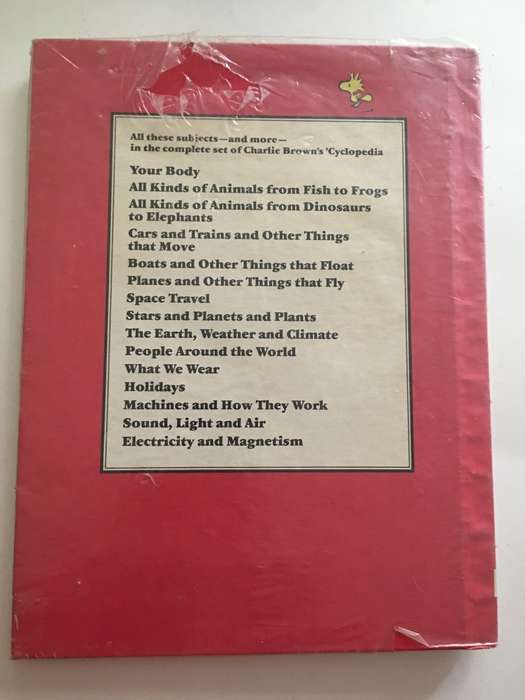 All these subjects—and more—
in the complete set of Charlie Brown's 'Cyclopedia
Your Body
All Kinds of Animals from Fish to Frogs
All Kinds of Animals from Dinosaurs
to Elephants
Cars and Trains and Other Things
that Move
Boats and Other Things that Float
Planes and Other Things that Fly
Space Travel
Stars and Planets and Plants
The Earth, Weather and Climate
People Around the World
What We Wear
Holidays
Machines and How They Work
Sound, Light and Air
Electricity and Magnetism